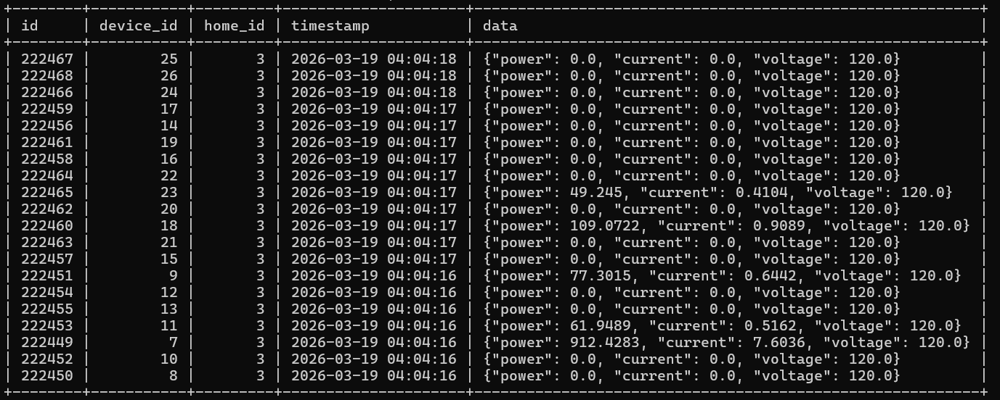 +--------+-----------+---------+---------------------+-----------------------------------------------------------+
| id     | device_id | home_id | timestamp           | data                                                      |
+--------+-----------+---------+---------------------+-----------------------------------------------------------+
| 222467 |        25 |       3 | 2026-03-19 04:04:18 | {"power": 0.0, "current": 0.0, "voltage": 120.0}          |
| 222468 |        26 |       3 | 2026-03-19 04:04:18 | {"power": 0.0, "current": 0.0, "voltage": 120.0}          |
| 222466 |        24 |       3 | 2026-03-19 04:04:18 | {"power": 0.0, "current": 0.0, "voltage": 120.0}          |
| 222459 |        17 |       3 | 2026-03-19 04:04:17 | {"power": 0.0, "current": 0.0, "voltage": 120.0}          |
| 222456 |        14 |       3 | 2026-03-19 04:04:17 | {"power": 0.0, "current": 0.0, "voltage": 120.0}          |
| 222461 |        19 |       3 | 2026-03-19 04:04:17 | {"power": 0.0, "current": 0.0, "voltage": 120.0}          |
| 222458 |        16 |       3 | 2026-03-19 04:04:17 | {"power": 0.0, "current": 0.0, "voltage": 120.0}          |
| 222464 |        22 |       3 | 2026-03-19 04:04:17 | {"power": 0.0, "current": 0.0, "voltage": 120.0}          |
| 222465 |        23 |       3 | 2026-03-19 04:04:17 | {"power": 49.245, "current": 0.4104, "voltage": 120.0}    |
| 222462 |        20 |       3 | 2026-03-19 04:04:17 | {"power": 0.0, "current": 0.0, "voltage": 120.0}          |
| 222460 |        18 |       3 | 2026-03-19 04:04:17 | {"power": 109.0722, "current": 0.9089, "voltage": 120.0} |
| 222463 |        21 |       3 | 2026-03-19 04:04:17 | {"power": 0.0, "current": 0.0, "voltage": 120.0}          |
| 222457 |        15 |       3 | 2026-03-19 04:04:17 | {"power": 0.0, "current": 0.0, "voltage": 120.0}          |
| 222451 |         9 |       3 | 2026-03-19 04:04:16 | {"power": 77.3015, "current": 0.6442, "voltage": 120.0}   |
| 222454 |        12 |       3 | 2026-03-19 04:04:16 | {"power": 0.0, "current": 0.0, "voltage": 120.0}          |
| 222455 |        13 |       3 | 2026-03-19 04:04:16 | {"power": 0.0, "current": 0.0, "voltage": 120.0}          |
| 222453 |        11 |       3 | 2026-03-19 04:04:16 | {"power": 61.9489, "current": 0.5162, "voltage": 120.0}   |
| 222449 |         7 |       3 | 2026-03-19 04:04:16 | {"power": 912.4283, "current": 7.6036, "voltage": 120.0} |
| 222452 |        10 |       3 | 2026-03-19 04:04:16 | {"power": 0.0, "current": 0.0, "voltage": 120.0}          |
| 222450 |         8 |       3 | 2026-03-19 04:04:16 | {"power": 0.0, "current": 0.0, "voltage": 120.0}          |
+--------+-----------+---------+---------------------+-----------------------------------------------------------+